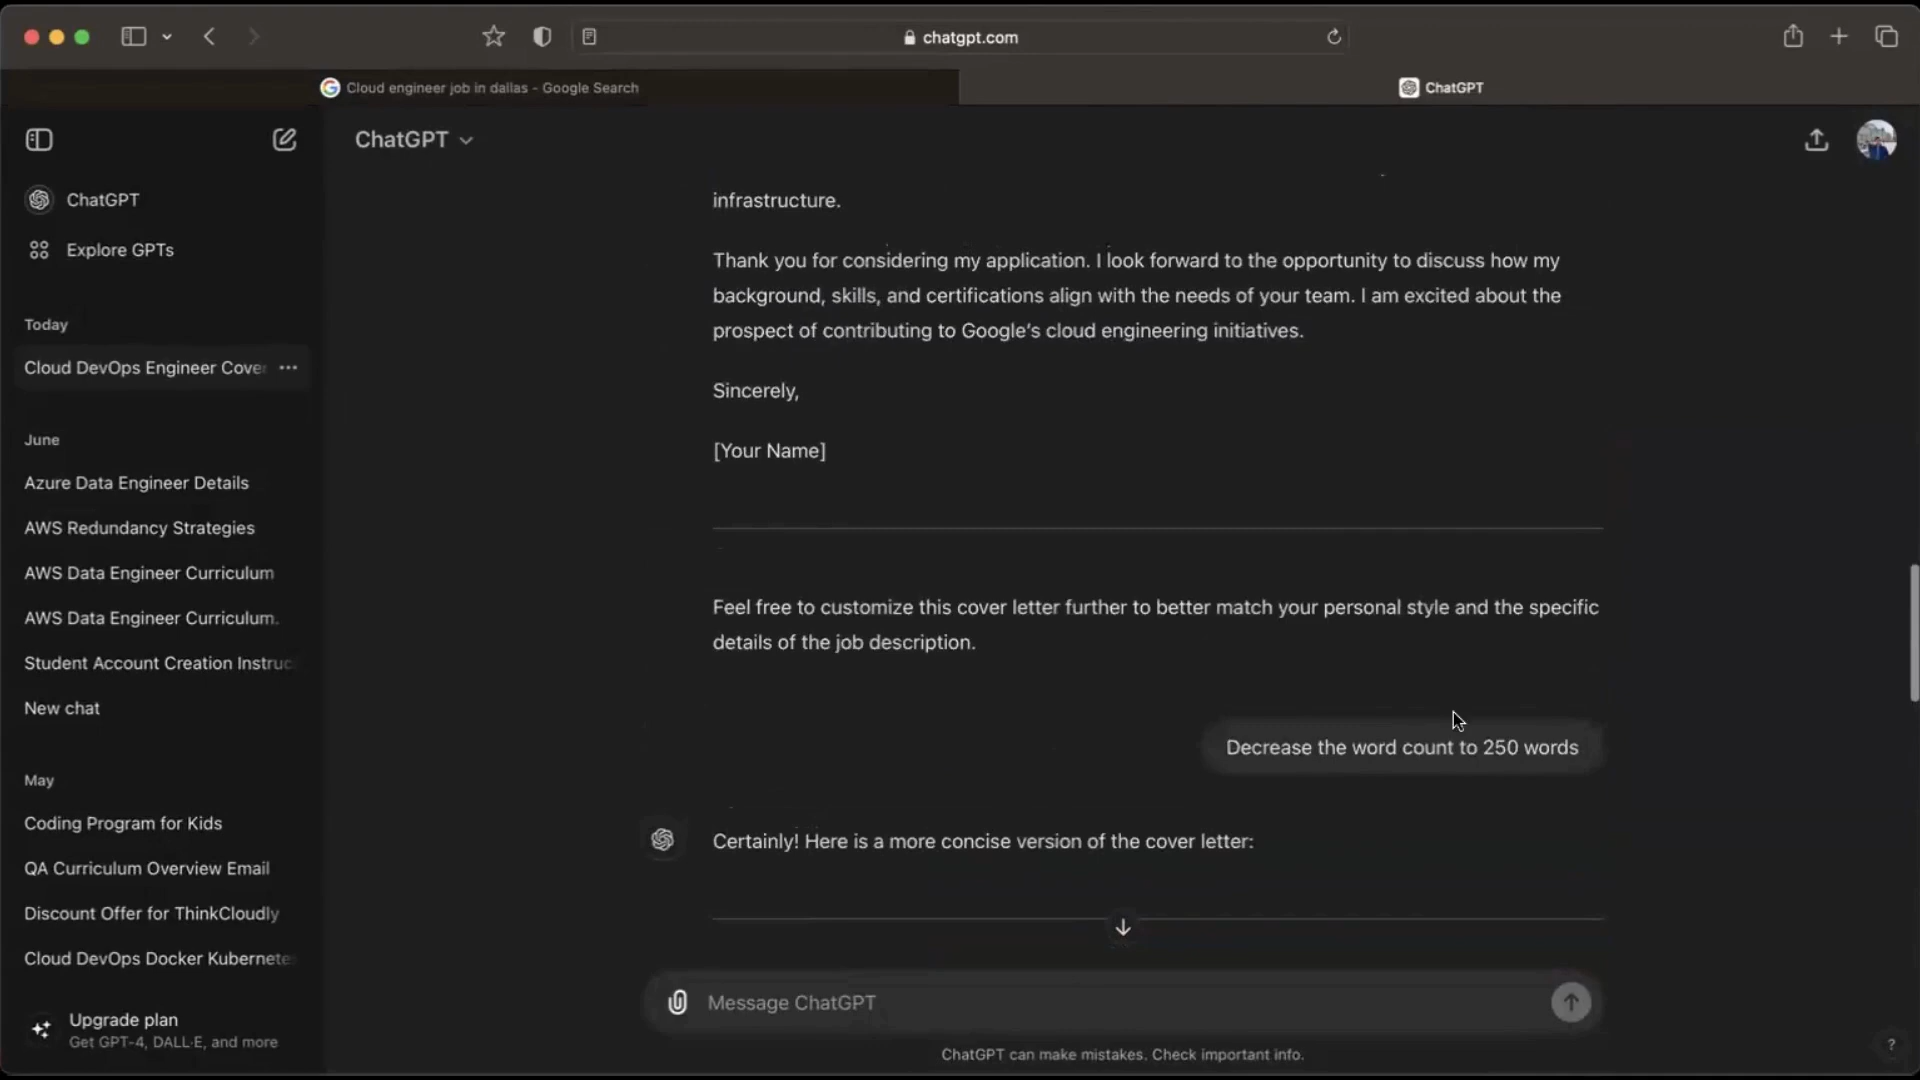 chatgpt.com
Cloud engineer job in dallas - Google Search
ChatGPT
ChatGPT
ChatGPT
Explore GPTs
Today
Cloud DevOps Engineer Cover
June
Azure Data Engineer Details
AWS Redundancy Strategies
AWS Data Engineer Curriculum
AWS Data Engineer Curriculum.
Student Account Creation Instruc
New chat
May
Coding Program for Kids
QA Curriculum Overview Email
Discount Offer for ThinkCloudly
Cloud DevOps Docker Kubernete
Upgrade plan
Get GPT-4, DALL·E, and more
infrastructure.
Thank you for considering my application. I look forward to the opportunity to discuss how my
background, skills, and certifications align with the needs of your team. I am excited about the
prospect of contributing to Google's cloud engineering initiatives.
Sincerely,
[Your Name]
Feel free to customize this cover letter further to better match your personal style and the specific
details of the job description.
Decrease the word count to 250 words
Certainly! Here is a more concise version of the cover letter:
Message ChatGPT
ChatGPT can make mistakes. Check important info.
?